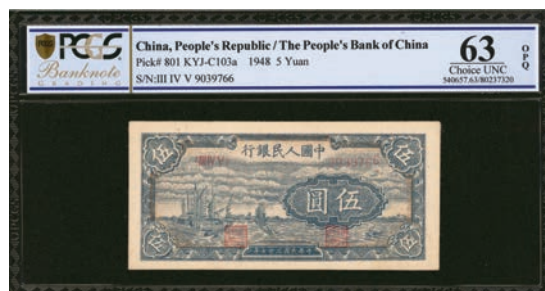 PCGS
Banknote
GRADING
China, People's Republic / The People's Bank of China
Pick# 801 KYJ-C103a 1948 5 Yuan
S/N:III IV V 9039766
63
Choice UNC
540657.63/80237320
OPQ
伍 行銀民人國中 伍
圓伍
伍 伍